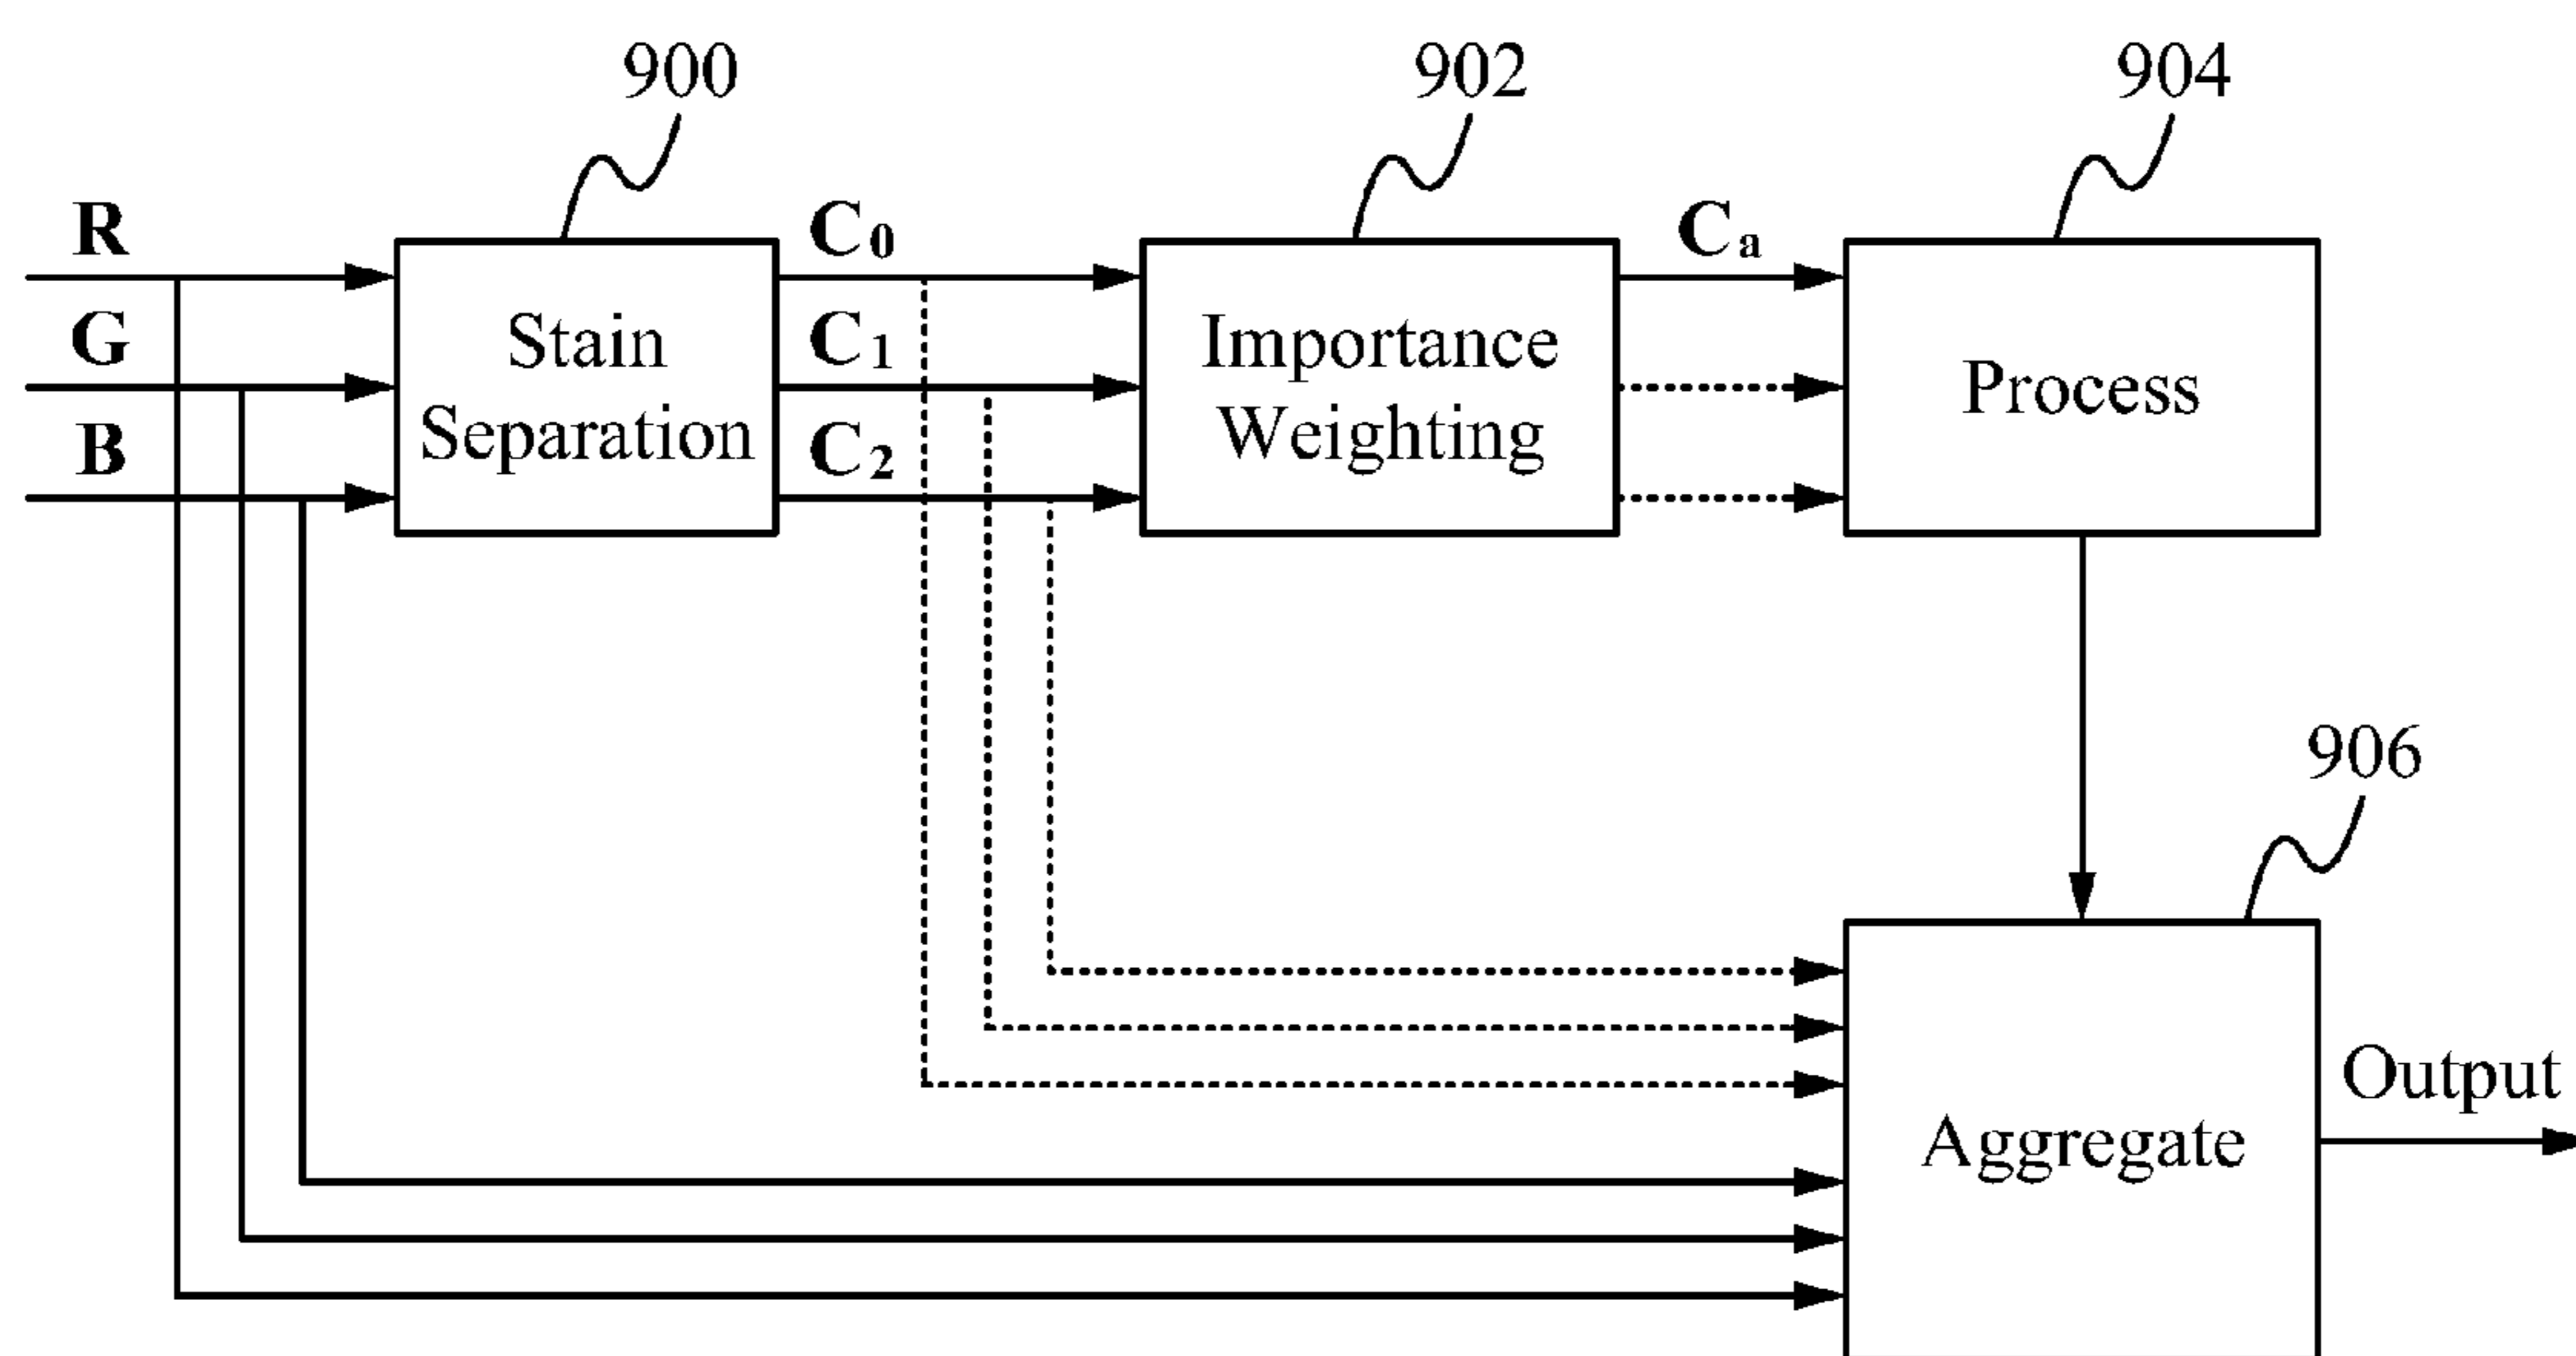 900
902
904
R
G
B
Stain
Separation
C0
C1
C2
Importance
Weighting
Ca
Process
906
Aggregate
Output